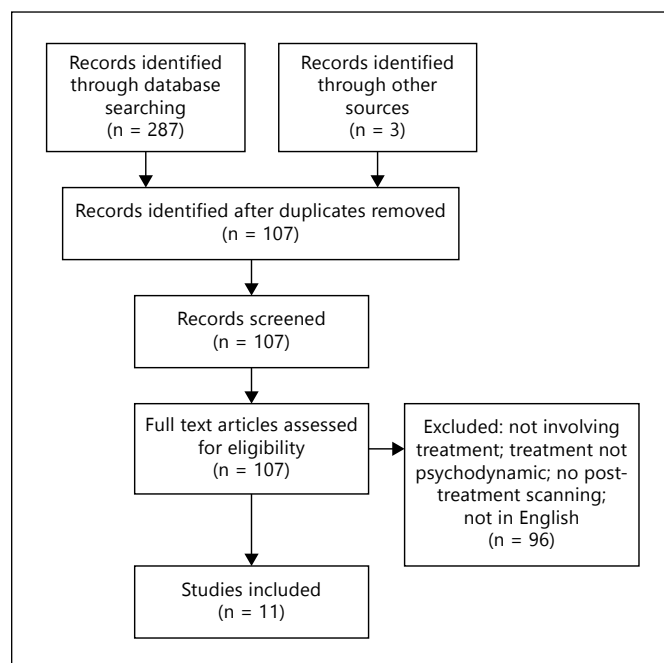 Records identified
through database
searching
(n = 287)
Records identified
through other
sources
(n = 3)
Records identified after duplicates removed
(n = 107)
Records screened
(n = 107)
Full text articles assessed
for eligibility
(n = 107)
Excluded: not involving
treatment; treatment not
psychodynamic; no post-
treatment scanning;
not in English
(n = 96)
Studies included
(n = 11)